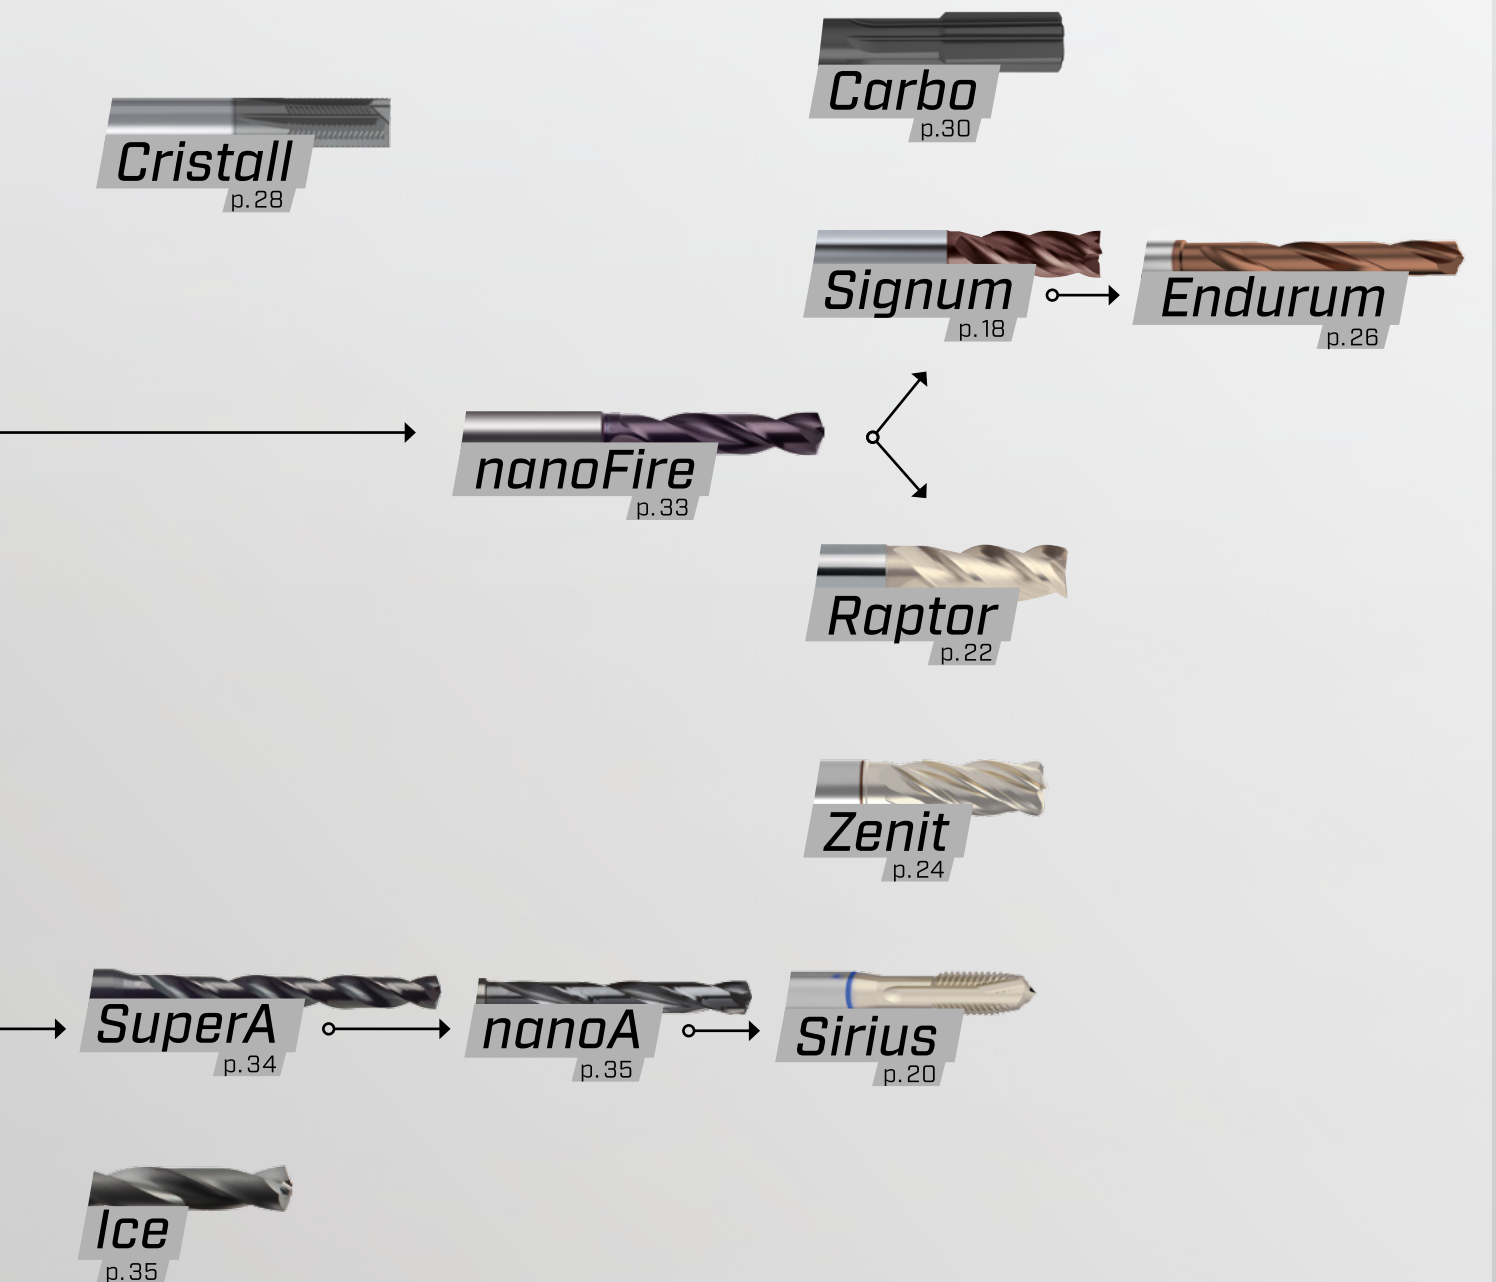 Carbo
p.30
Cristall
p.28
Signum
p.18
Endurum
p.26
nanoFire
p.33
Raptor
p.22
Zenit
p.24
SuperA
p.34
nanoA
p.35
Sirius
p.20
Ice
p.35